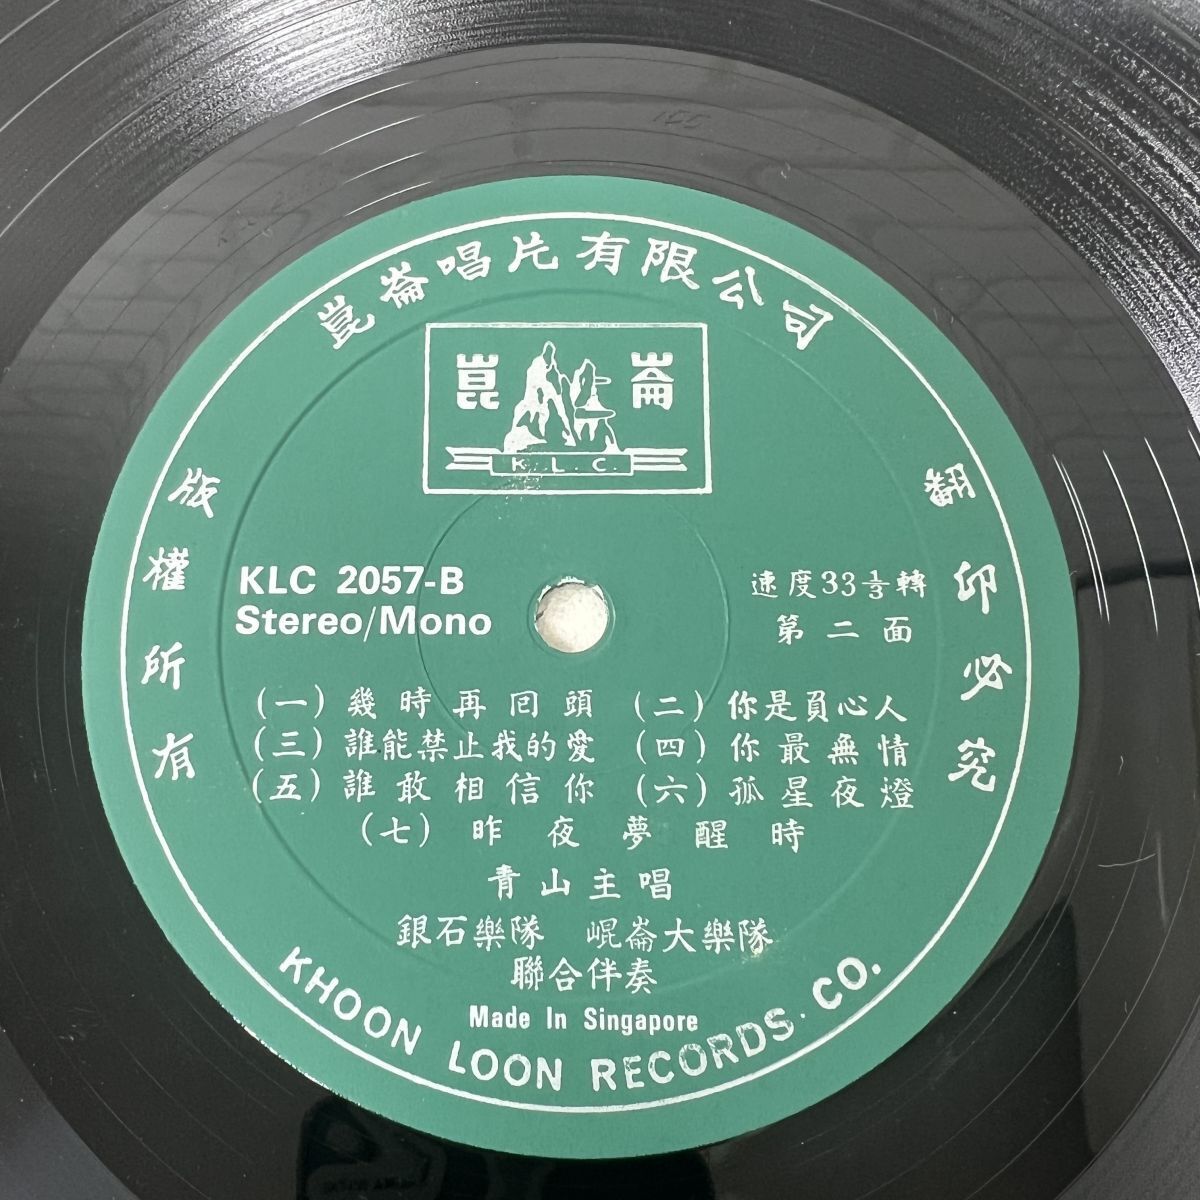 崑崙唱片有限公司
崑崙
K.L.C.
版權所有
翻印必究
KLC 2057-B
Stereo/Mono
速度33⅓轉
第二面
(一)幾時再回頭 (二)你是負心人
(三)誰能禁止我的愛 (四)你最無情
(五)誰敢相信你 (六)孤星夜燈
(七)昨夜夢醒時
青山主唱
銀石樂隊 崐崙大樂隊
聯合伴奏
Made In Singapore
KHOON LOON RECORDS. CO.